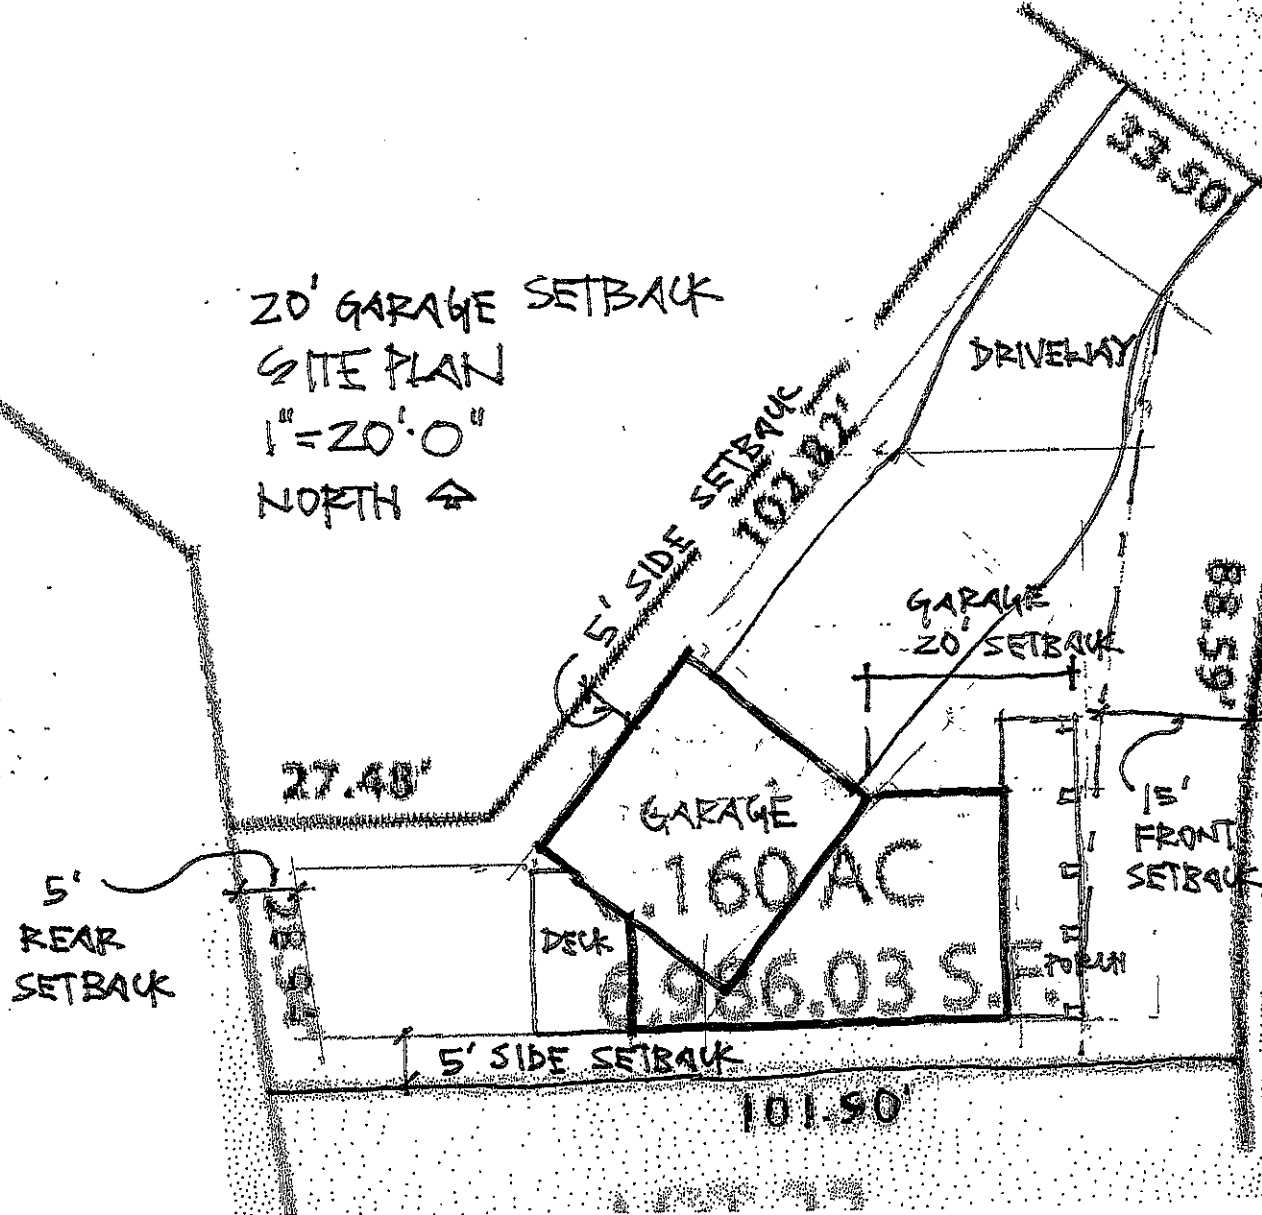 33.50
20' GARAGE SETBACK
SITE PLAN
1"=20'·0"
NORTH
DRIVEWAY
5' SIDE SETBACK
102.82'
88.59'
GARAGE
20' SETBACK
27.48'
GARAGE
15'
FRONT
SETBACK
.160 AC
5'
REAR
SETBACK
DECK
6,986.03 S.F.
PORCH
5' SIDE SETBACK
101.50'